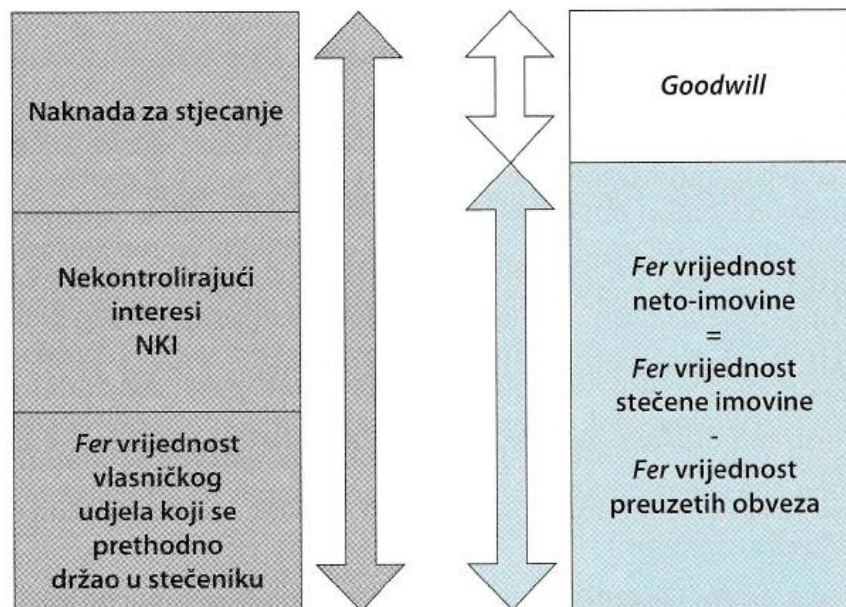 Naknada za stjecanje
Nekontrolirajući
interesi
NKI
Fer vrijednost
vlasničkog
udjela koji se
prethodno
držao u stečeniku
Goodwill
Fer vrijednost
neto-imovine
=
Fer vrijednost
stečene imovine
-
Fer vrijednost
preuzetih obveza